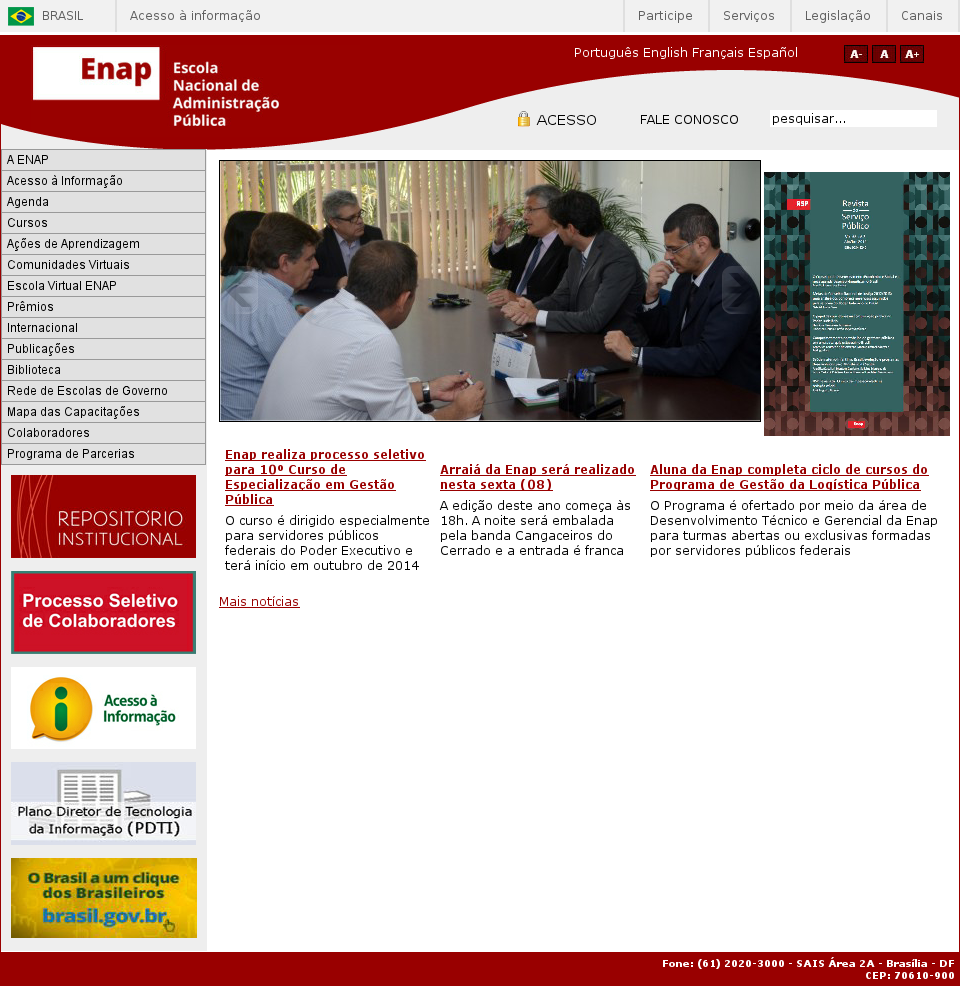 BRASIL
Acesso à informação
Participe
Serviços
Legislação
Canais
Português English Français Español
A- A A+
Enap
Escola
Nacional de
Administração
Pública
ACESSO
FALE CONOSCO
pesquisar...
A ENAP
Acesso à Informação
Agenda
Cursos
Ações de Aprendizagem
Comunidades Virtuais
Escola Virtual ENAP
Prêmios
Internacional
Publicações
Biblioteca
Rede de Escolas de Governo
Mapa das Capacitações
Colaboradores
Programa de Parcerias
REPOSITÓRIO
INSTITUCIONAL
Processo Seletivo
de Colaboradores
Acesso à
Informação
Plano Diretor de Tecnologia
da Informação (PDTI)
O Brasil a um clique
dos Brasileiros
brasil.gov.br
RSP
Revista
do
Serviço
Público
Enap
Enap realiza processo seletivo
para 10º Curso de
Especialização em Gestão
Pública
O curso é dirigido especialmente
para servidores públicos
federais do Poder Executivo e
terá início em outubro de 2014
Arraiá da Enap será realizado
nesta sexta (08)
A edição deste ano começa às
18h. A noite será embalada
pela banda Cangaceiros do
Cerrado e a entrada é franca
Aluna da Enap completa ciclo de cursos do
Programa de Gestão da Logística Pública
O Programa é ofertado por meio da área de
Desenvolvimento Técnico e Gerencial da Enap
para turmas abertas ou exclusivas formadas
por servidores públicos federais
Mais notícias
Fone: (61) 2020-3000 - SAIS Área 2A - Brasília - DF
CEP: 70610-900